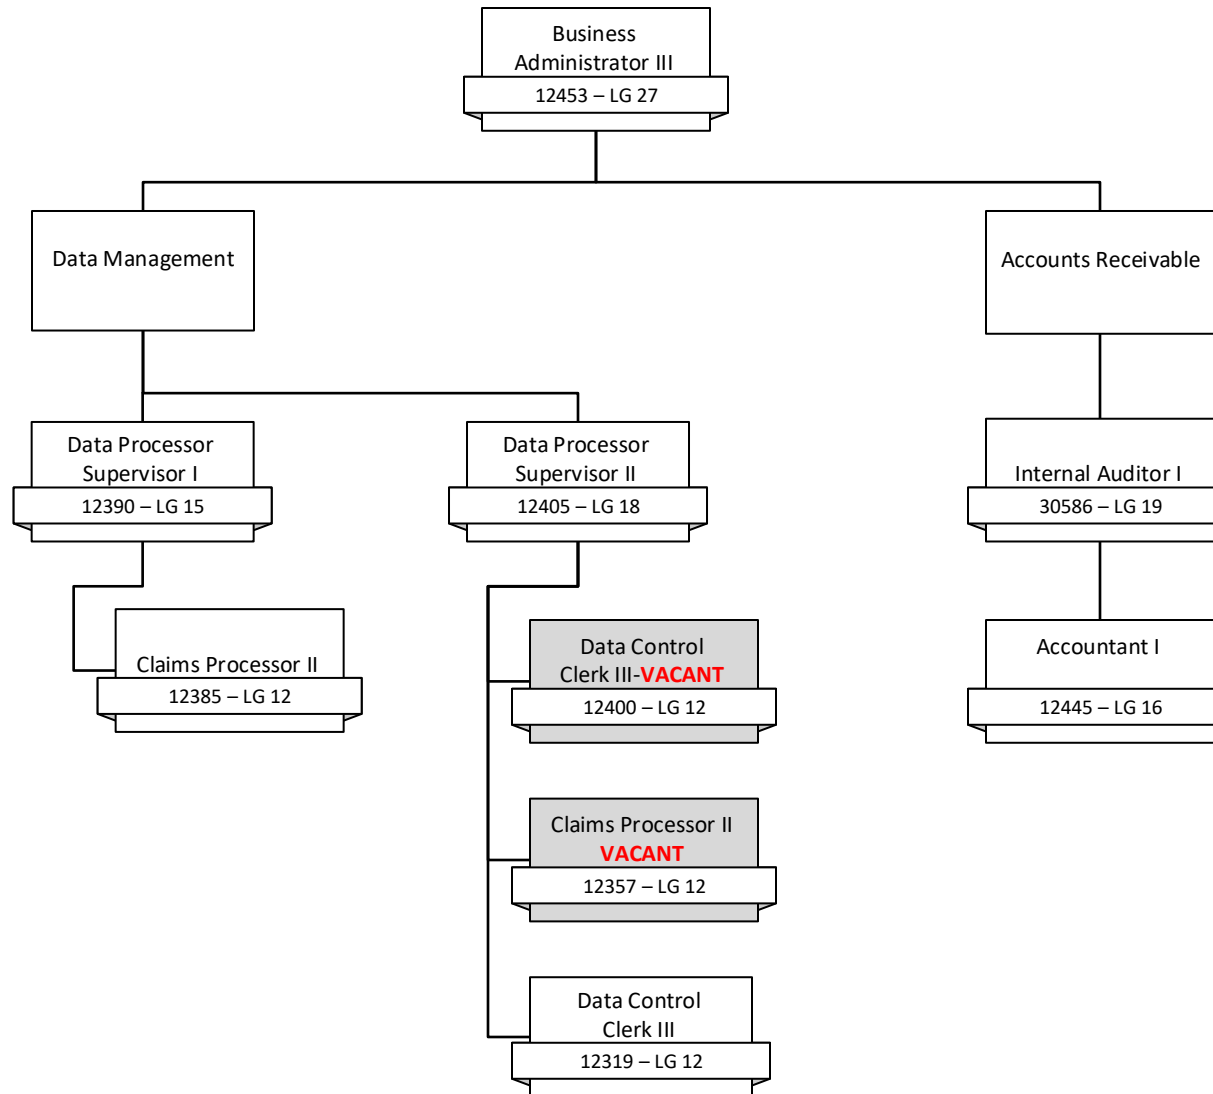 Business
Administrator III
12453 – LG 27
Data Management
Accounts Receivable
Data Processor
Supervisor I
12390 – LG 15
Data Processor
Supervisor II
12405 – LG 18
Internal Auditor I
30586 – LG 19
Claims Processor II
12385 – LG 12
Data Control
Clerk III-VACANT
12400 – LG 12
Accountant I
12445 – LG 16
Claims Processor II
VACANT
12357 – LG 12
Data Control
Clerk III
12319 – LG 12